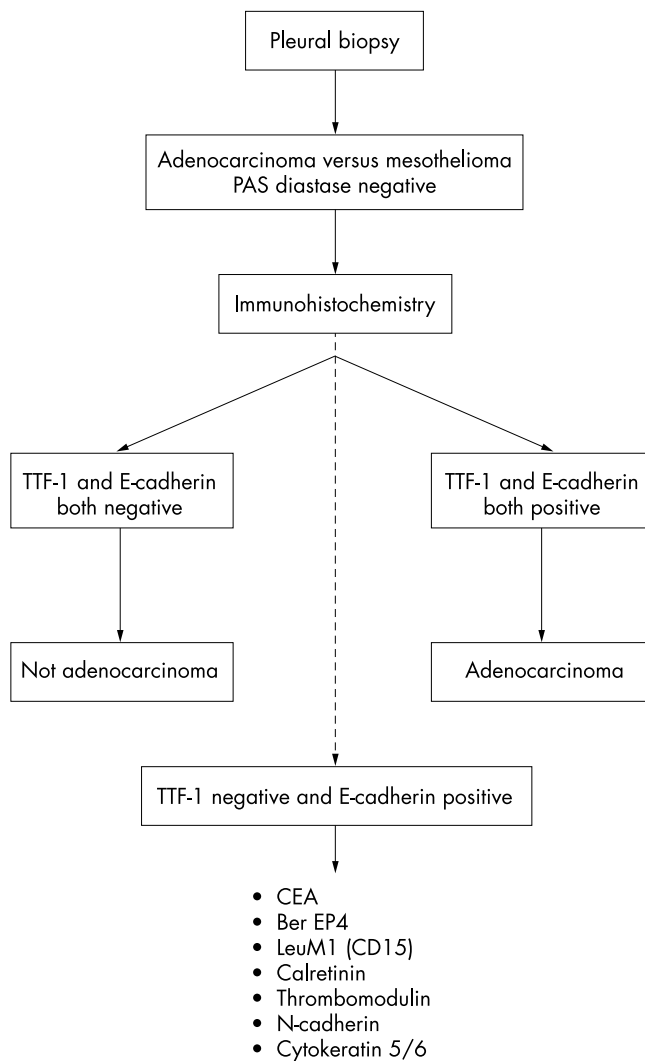 Pleural biopsy
Adenocarcinoma versus mesothelioma
PAS diastase negative
Immunohistochemistry
TTF-1 and E-cadherin
both negative
TTF-1 and E-cadherin
both positive
Not adenocarcinoma
Adenocarcinoma
TTF-1 negative and E-cadherin positive
• CEA
• Ber EP4
• LeuM1 (CD15)
• Calretinin
• Thrombomodulin
• N-cadherin
• Cytokeratin 5/6